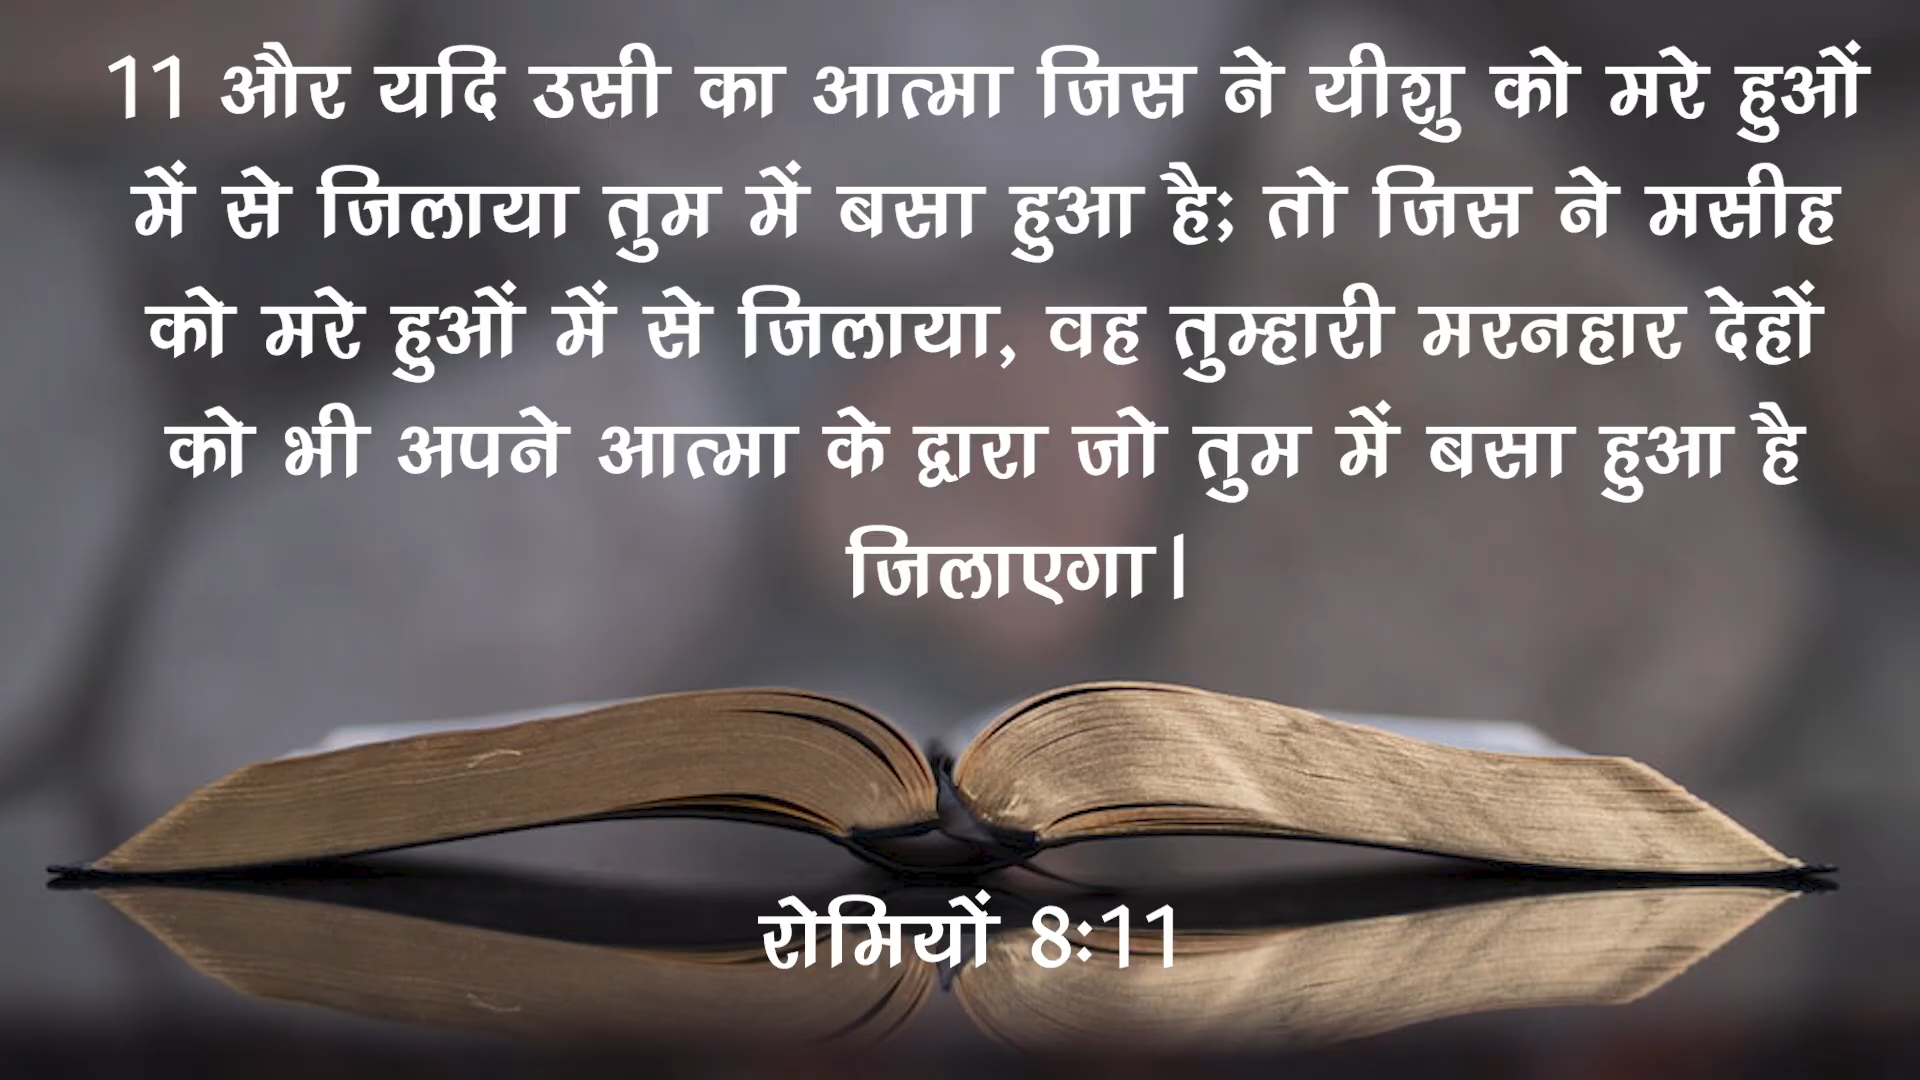 11 और यदि उसी का आत्मा जिस ने यीशु को मरे हुओं
में से जिलाया तुम में बसा हुआ है; तो जिस ने मसीह
को मरे हुओं में से जिलाया, वह तुम्हारी मरनहार देहों
को भी अपने आत्मा के द्वारा जो तुम में बसा हुआ है
जिलाएगा।
रोमियों 8:11